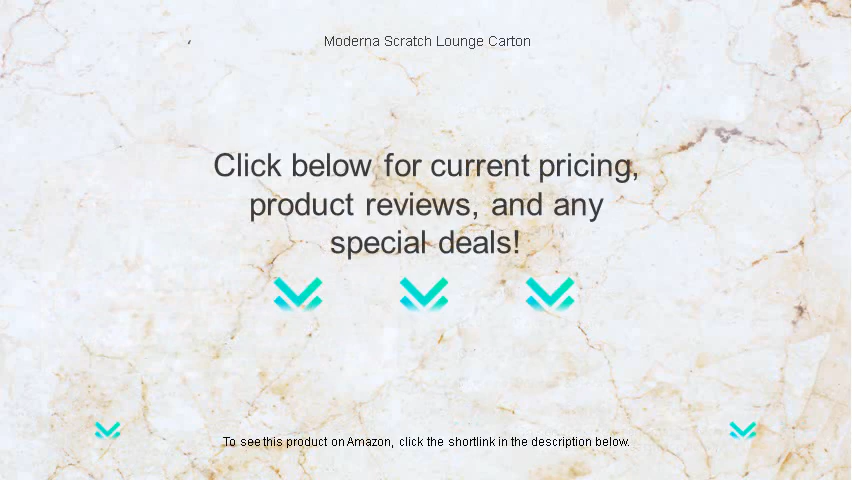 Moderna Scratch Lounge Carton
Click below for current pricing,
product reviews, and any
special deals!
To see this product on Amazon, click the shortlink in the description below.